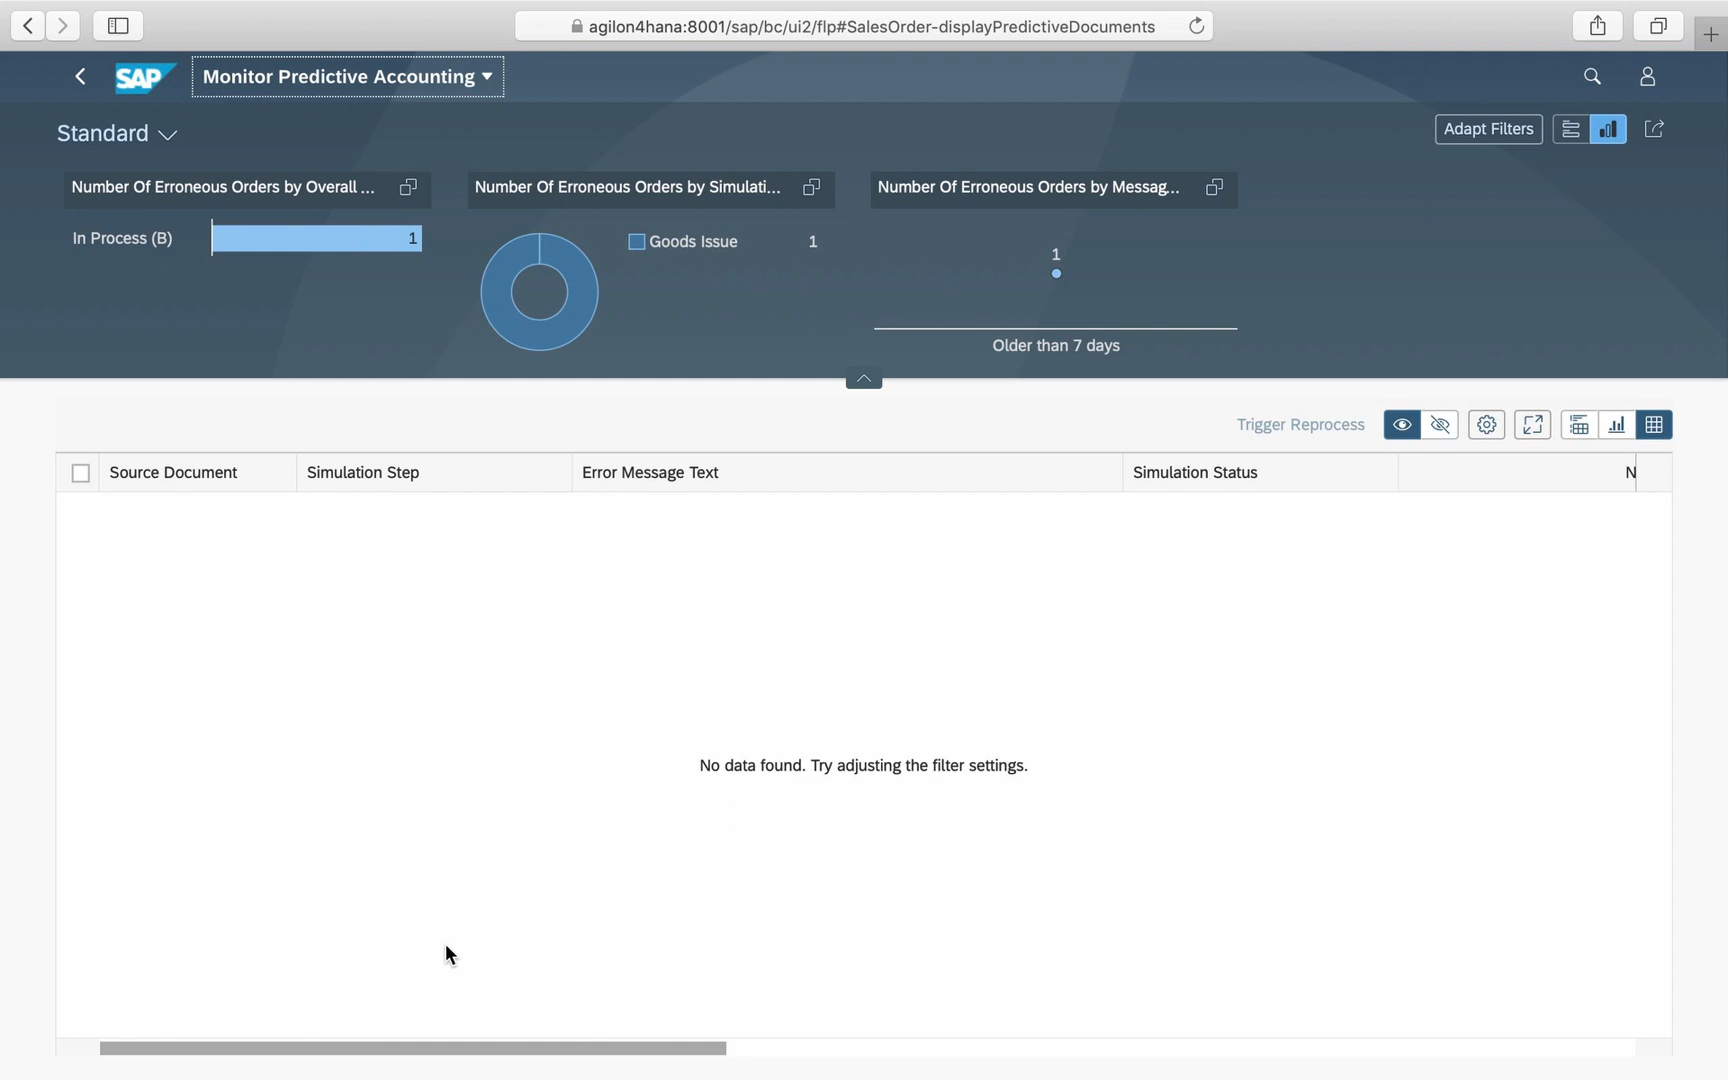 agilon4hana:8001/sap/bc/ui2/flp#SalesOrder-displayPredictiveDocuments
SAP Monitor Predictive Accounting
Standard
Adapt Filters
Number Of Erroneous Orders by Overall ...
Number Of Erroneous Orders by Simulati...
Number Of Erroneous Orders by Messag...
In Process (B) 1
Goods Issue 1
1
Older than 7 days
Trigger Reprocess
Source Document Simulation Step Error Message Text Simulation Status N
No data found. Try adjusting the filter settings.